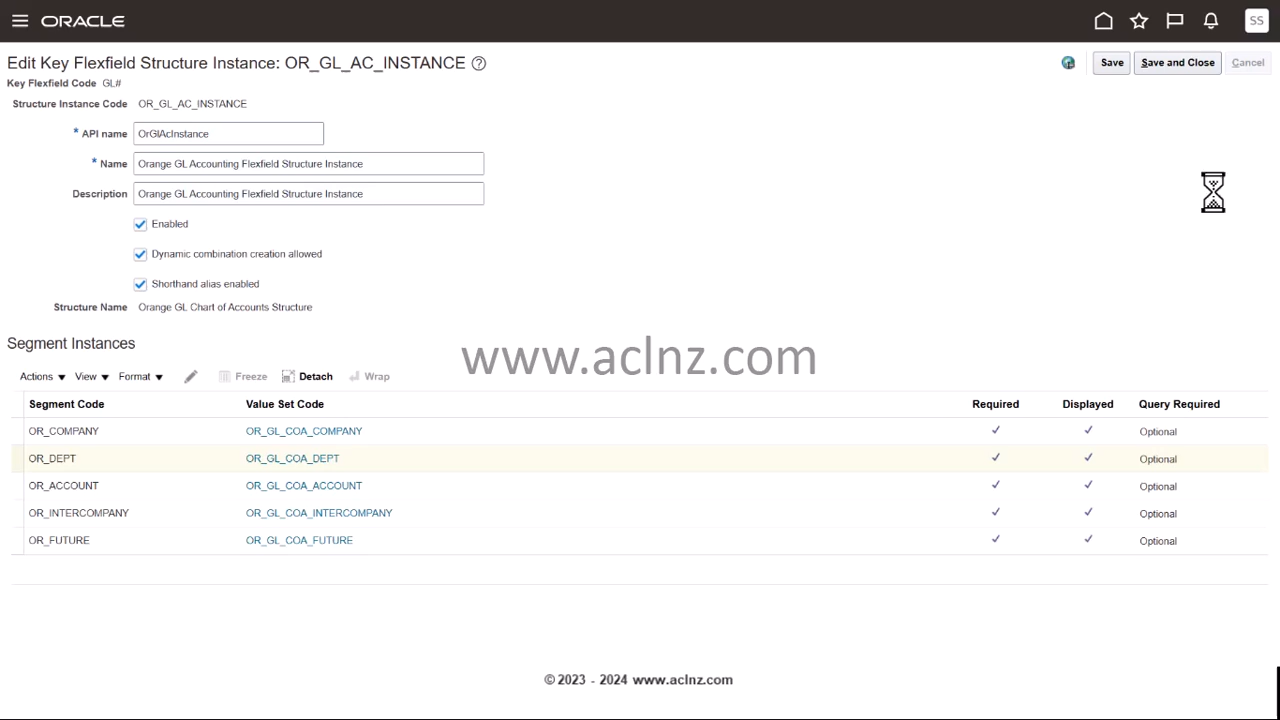 ORACLE
SS
Edit Key Flexfield Structure Instance: OR_GL_AC_INSTANCE
Save
Save and Close
Cancel
Key Flexfield Code GL#
Structure Instance Code OR_GL_AC_INSTANCE
* API name OrGlAcInstance
* Name Orange GL Accounting Flexfield Structure Instance
Description Orange GL Accounting Flexfield Structure Instance
Enabled
Dynamic combination creation allowed
Shorthand alias enabled
Structure Name Orange GL Chart of Accounts Structure
Segment Instances
www.aclnz.com
Actions View Format Freeze Detach Wrap
Segment Code Value Set Code Required Displayed Query Required
OR_COMPANY OR_GL_COA_COMPANY Optional
OR_DEPT OR_GL_COA_DEPT Optional
OR_ACCOUNT OR_GL_COA_ACCOUNT Optional
OR_INTERCOMPANY OR_GL_COA_INTERCOMPANY Optional
OR_FUTURE OR_GL_COA_FUTURE Optional
© 2023 - 2024 www.aclnz.com